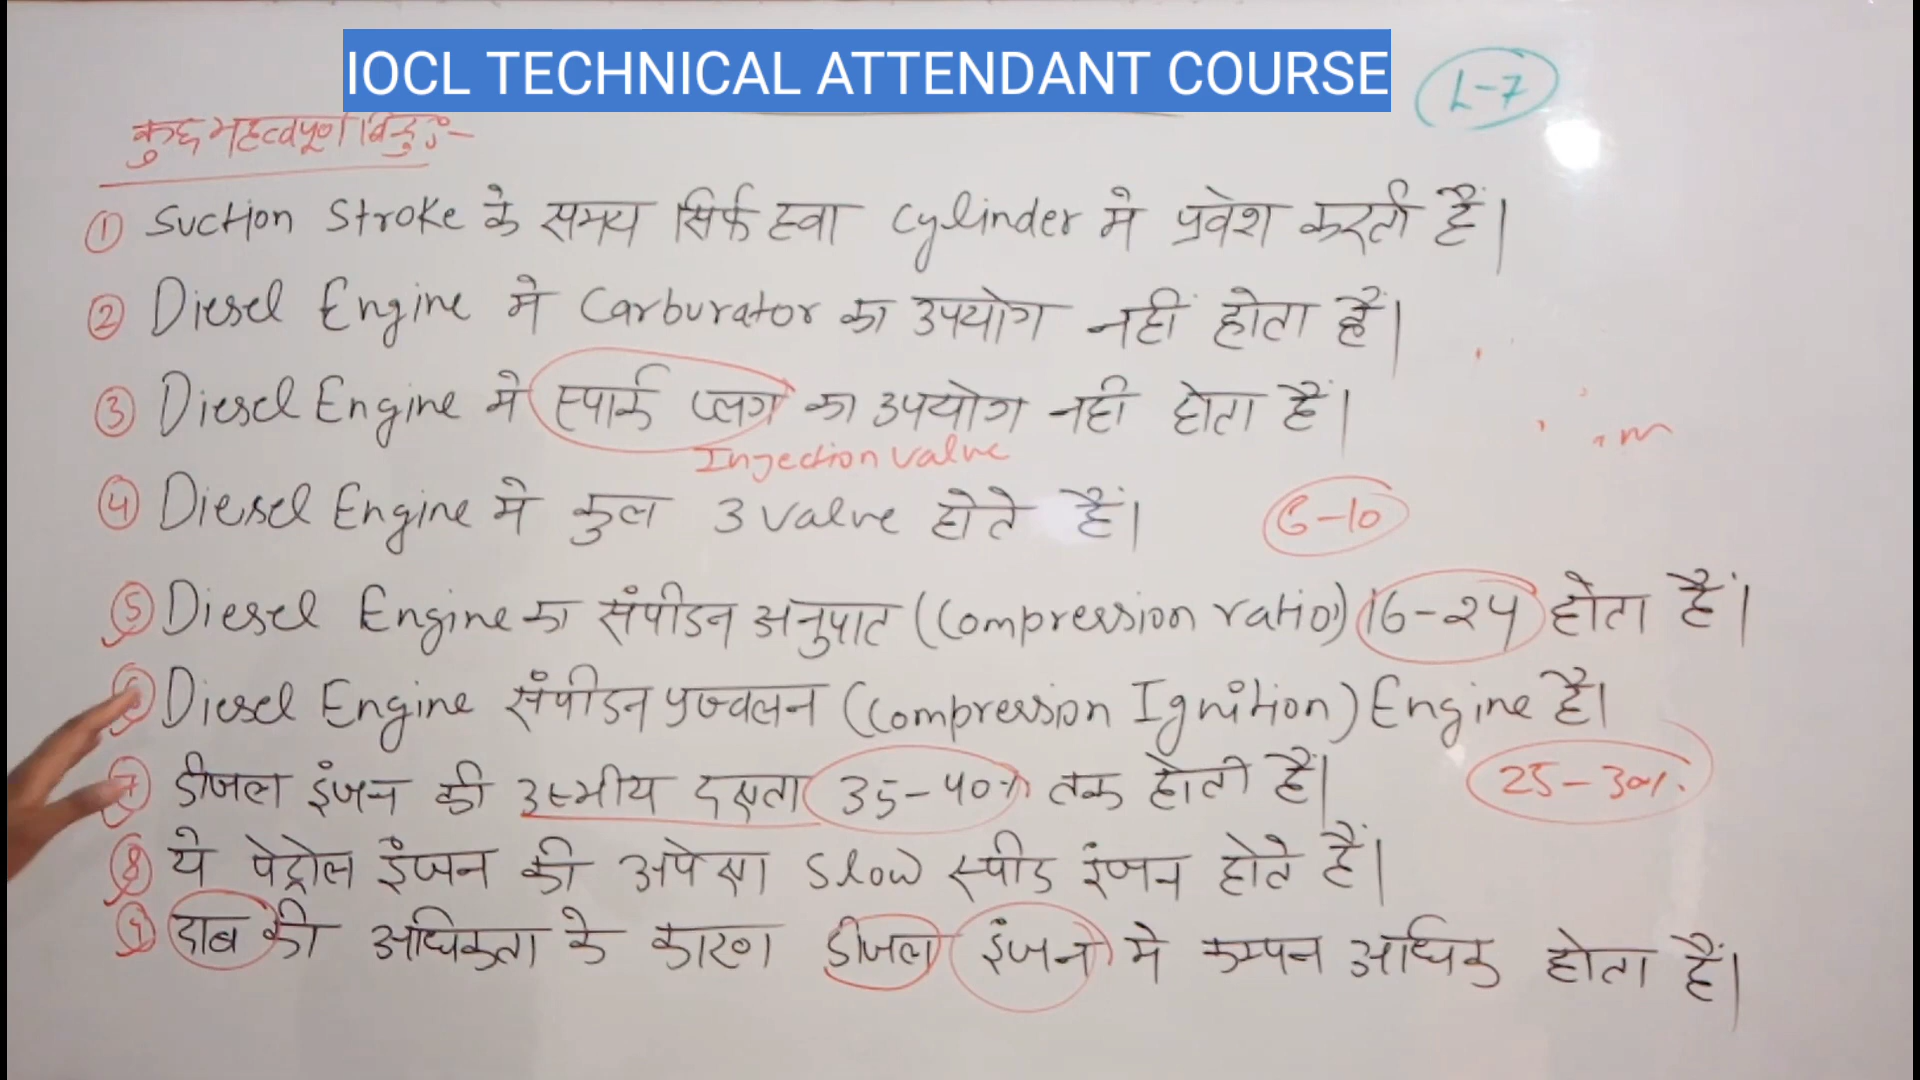 IOCL TECHNICAL ATTENDANT COURSE
L-7
कुछ महत्वपूर्ण बिन्दु :-
① Suction Stroke के समय सिर्फ हवा Cylinder मे प्रवेश करती हैं।
② Diesel Engine मे Carburator का उपयोग नहीं होता हैं।
③ Diesel Engine मे स्पार्क प्लग का उपयोग नही होता हैं।
Injection valve
④ Diesel Engine मे कुल 3 valve होते हैं। 6-10
⑤ Diesel Engine का संपीडन अनुपात (Compression ratio) 16-24 होता हैं।
⑥ Diesel Engine संपीडन प्रज्वलन (Compression Ignition) Engine है।
⑦ डीजल इंजन की उस्मीय दक्षता 35-40% तक होती हैं। 25-30%.
⑧ ये पेट्रोल इंजन की अपेक्षा Slow स्पीड इंजन होते हैं।
⑨ दाब की अधिकता के कारण डीजल इंजन मे कम्पन अधिक होता हैं।